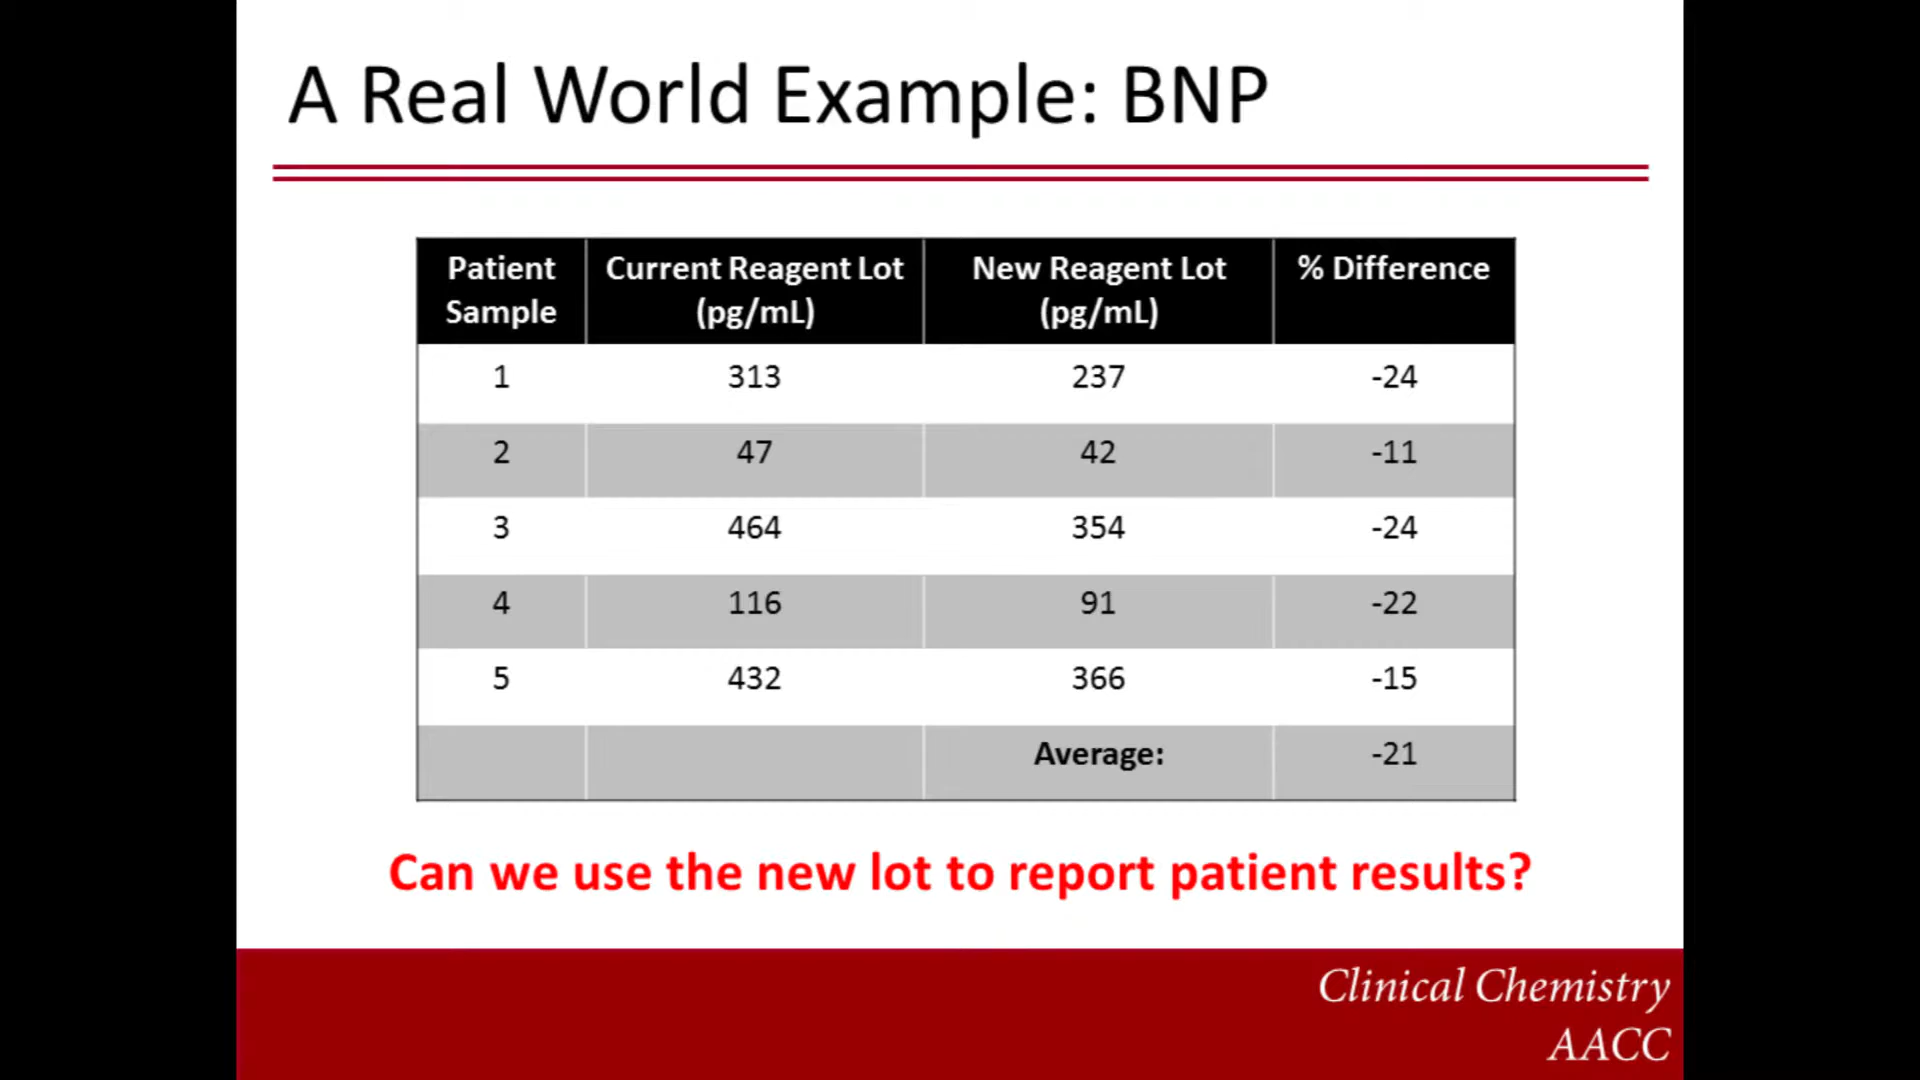 A Real World Example: BNP
Patient Sample | Current Reagent Lot (pg/mL) | New Reagent Lot (pg/mL) | % Difference
1 | 313 | 237 | -24
2 | 47 | 42 | -11
3 | 464 | 354 | -24
4 | 116 | 91 | -22
5 | 432 | 366 | -15
Average: | -21
Can we use the new lot to report patient results?
Clinical Chemistry
AACC